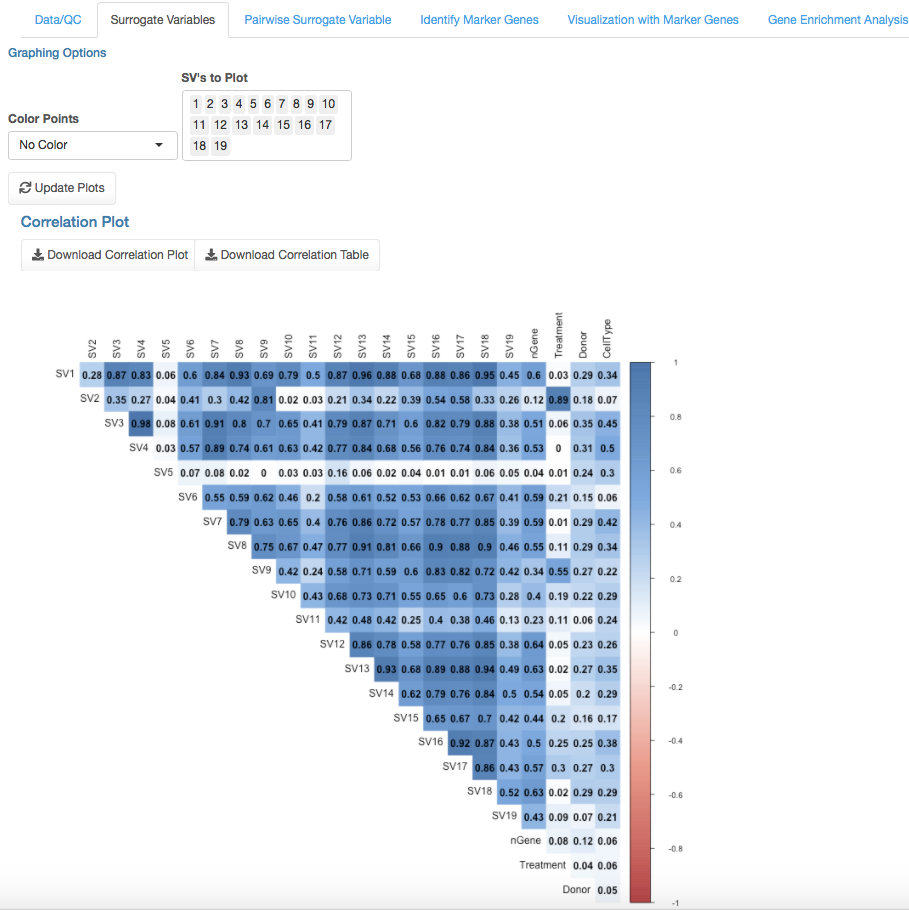 Data/QC Surrogate Variables Pairwise Surrogate Variable Identify Marker Genes Visualization with Marker Genes Gene Enrichment Analysis
Graphing Options
SV's to Plot
Color Points
1 2 3 4 5 6 7 8 9 10
11 12 13 14 15 16 17
18 19
No Color
Update Plots
Correlation Plot
Download Correlation Plot Download Correlation Table
SV2 SV3 SV4 SV5 SV6 SV7 SV8 SV9 SV10 SV11 SV12 SV13 SV14 SV15 SV16 SV17 SV18 SV19 nGene Treatment Donor CellType
SV1 0.28 0.87 0.83 0.06 0.6 0.84 0.93 0.69 0.79 0.5 0.87 0.96 0.88 0.68 0.88 0.86 0.95 0.45 0.6 0.03 0.29 0.34
SV2 0.35 0.27 0.04 0.41 0.3 0.42 0.81 0.02 0.03 0.21 0.34 0.22 0.39 0.54 0.58 0.33 0.26 0.12 0.89 0.18 0.07
SV3 0.98 0.08 0.61 0.91 0.8 0.7 0.65 0.41 0.79 0.87 0.71 0.6 0.82 0.79 0.88 0.38 0.51 0.06 0.35 0.45
SV4 0.03 0.57 0.89 0.74 0.61 0.63 0.42 0.77 0.84 0.68 0.56 0.76 0.74 0.84 0.36 0.53 0 0.31 0.5
SV5 0.07 0.08 0.02 0 0.03 0.03 0.16 0.06 0.02 0.04 0.01 0.01 0.06 0.05 0.04 0.01 0.24 0.3
SV6 0.55 0.59 0.62 0.46 0.2 0.58 0.61 0.52 0.53 0.66 0.62 0.67 0.41 0.59 0.21 0.15 0.06
SV7 0.79 0.63 0.65 0.4 0.76 0.86 0.72 0.57 0.78 0.77 0.85 0.39 0.59 0.01 0.29 0.42
SV8 0.75 0.67 0.47 0.77 0.91 0.81 0.66 0.9 0.88 0.9 0.46 0.55 0.11 0.29 0.34
SV9 0.42 0.24 0.58 0.71 0.59 0.6 0.83 0.82 0.72 0.42 0.34 0.55 0.27 0.22
SV10 0.43 0.68 0.73 0.71 0.55 0.65 0.6 0.73 0.28 0.4 0.19 0.22 0.29
SV11 0.42 0.48 0.42 0.25 0.4 0.38 0.46 0.13 0.23 0.11 0.06 0.24
SV12 0.86 0.78 0.58 0.77 0.76 0.85 0.38 0.64 0.05 0.23 0.26
SV13 0.93 0.68 0.89 0.88 0.94 0.49 0.63 0.02 0.27 0.35
SV14 0.62 0.79 0.76 0.84 0.5 0.54 0.05 0.2 0.29
SV15 0.65 0.67 0.7 0.42 0.44 0.2 0.16 0.17
SV16 0.92 0.87 0.43 0.5 0.25 0.25 0.38
SV17 0.86 0.43 0.57 0.3 0.27 0.3
SV18 0.52 0.63 0.02 0.29 0.29
SV19 0.43 0.09 0.07 0.21
nGene 0.08 0.12 0.06
Treatment 0.04 0.06
Donor 0.05
1
0.8
0.6
0.4
0.2
0
-0.2
-0.4
-0.6
-0.8
-1